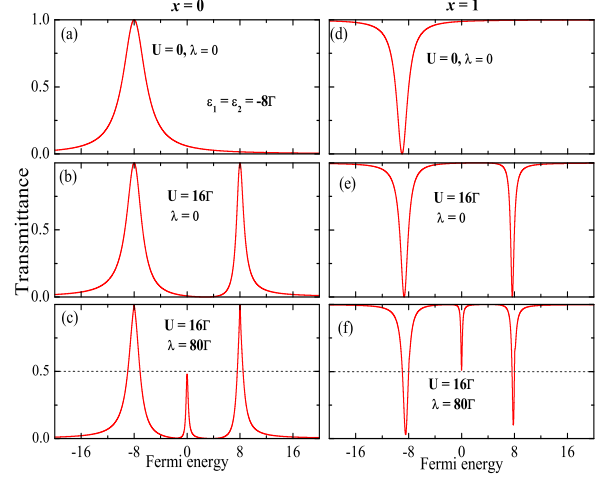 x = 0
x = 1
Transmittance
1.0
0.5
0.0
(a)
U = 0, λ = 0
ε1 = ε2 = -8Γ
(d)
U = 0, λ = 0
1.0
0.5
0.0
(b)
U = 16Γ
λ = 0
(e)
U = 16Γ
λ = 0
0.5
0.0
(c)
U = 16Γ
λ = 80Γ
(f)
U = 16Γ
λ = 80Γ
-16 -8 0 8 16
-16 -8 0 8 16
Fermi energy
Fermi energy